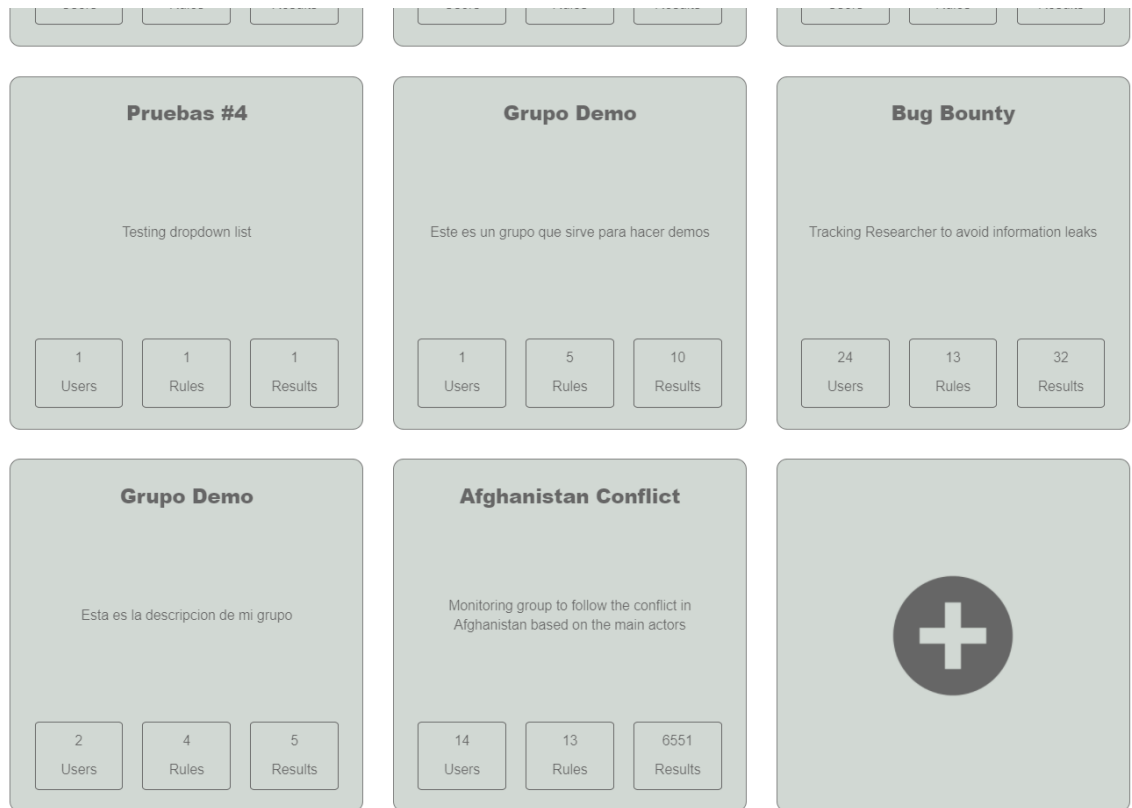 Pruebas #4
Testing dropdown list
1
Users
1
Rules
1
Results
Grupo Demo
Este es un grupo que sirve para hacer demos
1
Users
5
Rules
10
Results
Bug Bounty
Tracking Researcher to avoid information leaks
24
Users
13
Rules
32
Results
Grupo Demo
Esta es la descripcion de mi grupo
2
Users
4
Rules
5
Results
Afghanistan Conflict
Monitoring group to follow the conflict in
Afghanistan based on the main actors
14
Users
13
Rules
6551
Results